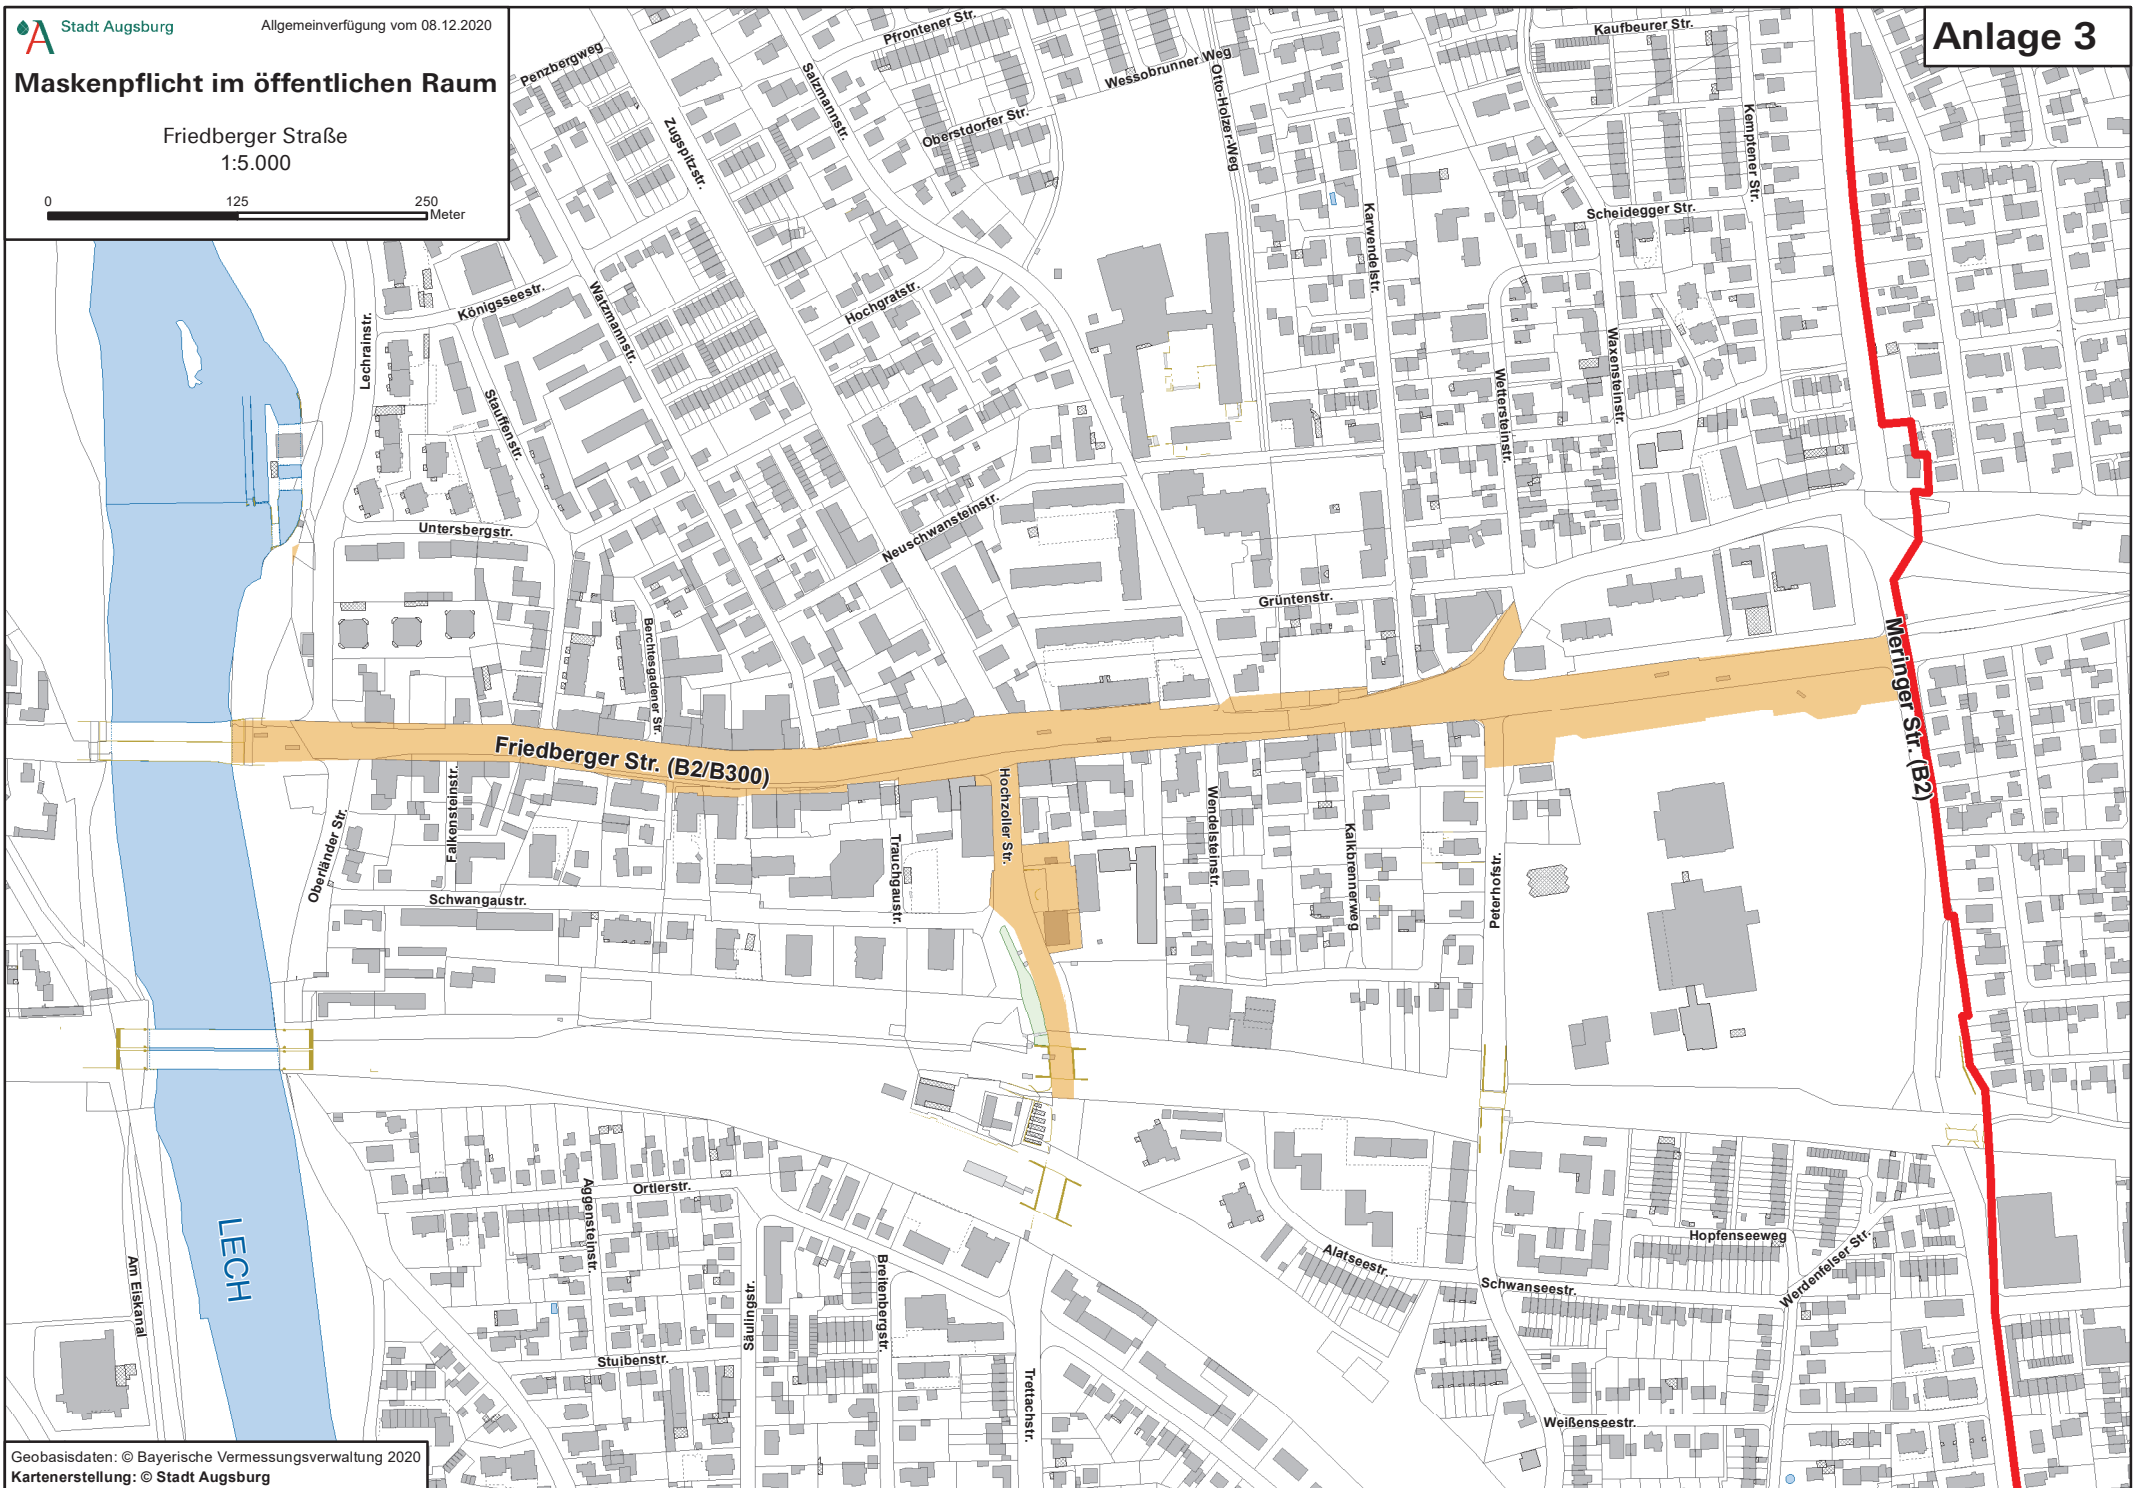 Stadt Augsburg
Allgemeinverfügung vom 08.12.2020
Maskenpflicht im öffentlichen Raum
Friedberger Straße
1:5.000
0 125 250
Meter
Anlage 3
Penzbergweg
Pfrontener Str.
Wessobrunner Weg
Kaufbeurer Str.
Salzmannstr.
Zugspitzstr.
Oberstdorfer Str.
Otto-Holzer-Weg
Kemptener Str.
Scheidegger Str.
Karwendelstr.
Königsseestr.
Watzmannstr.
Hochgratstr.
Lechrainstr.
Stauffenstr.
Waxensteinstr.
Wettersteinstr.
Untersbergstr.
Neuschwansteinstr.
Grüntenstr.
Berchtesgadener Str.
Meringer Str. (B2)
Friedberger Str. (B2/B300)
Hochzoller Str.
Falkensteinstr.
Oberländer Str.
Trauchgaustr.
Wendelsteinstr.
Kalkbrennerweg
Peterhofstr.
Schwangaustr.
LECH
Am Eiskanal
Ortlerstr.
Aggensteinstr.
Säulingstr.
Breitenbergstr.
Stuibenstr.
Trettachstr.
Alatseestr.
Schwanseestr.
Hopfenseeweg
Werdenfelser Str.
Weißenseestr.
Geobasisdaten: © Bayerische Vermessungsverwaltung 2020
Kartenerstellung: © Stadt Augsburg